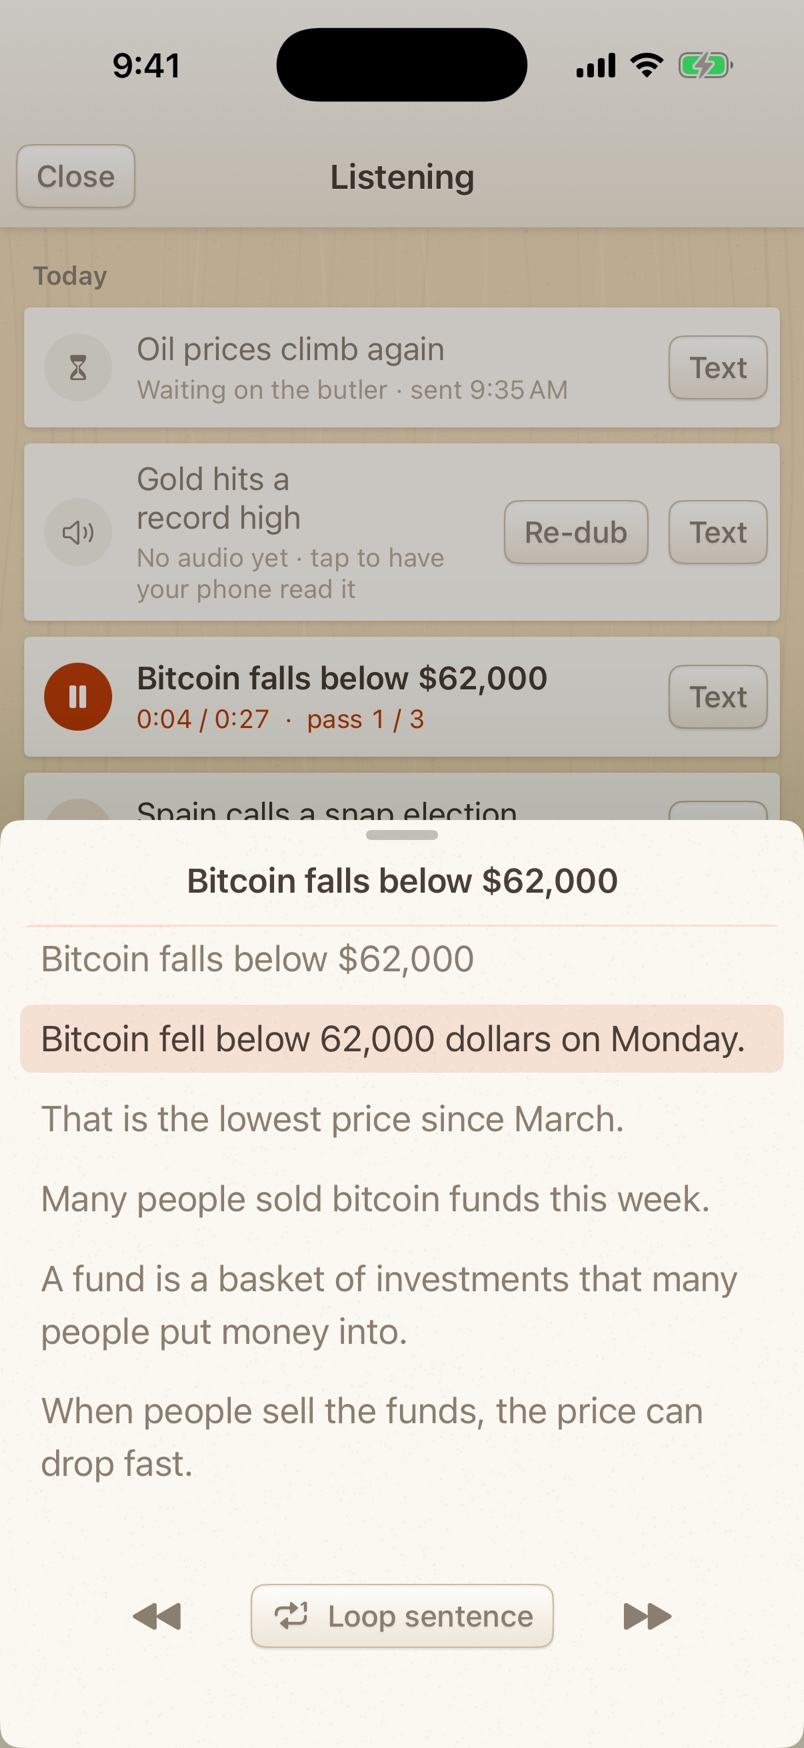 9:41
Close
Listening
Today
Oil prices climb again
Waiting on the butler · sent 9:35 AM
Text
Gold hits a
record high
No audio yet · tap to have
your phone read it
Re-dub
Text
Bitcoin falls below $62,000
0:04 / 0:27 · pass 1 / 3
Text
Spain calls a snap election
Bitcoin falls below $62,000
Bitcoin falls below $62,000
Bitcoin fell below 62,000 dollars on Monday.
That is the lowest price since March.
Many people sold bitcoin funds this week.
A fund is a basket of investments that many
people put money into.
When people sell the funds, the price can
drop fast.
Loop sentence